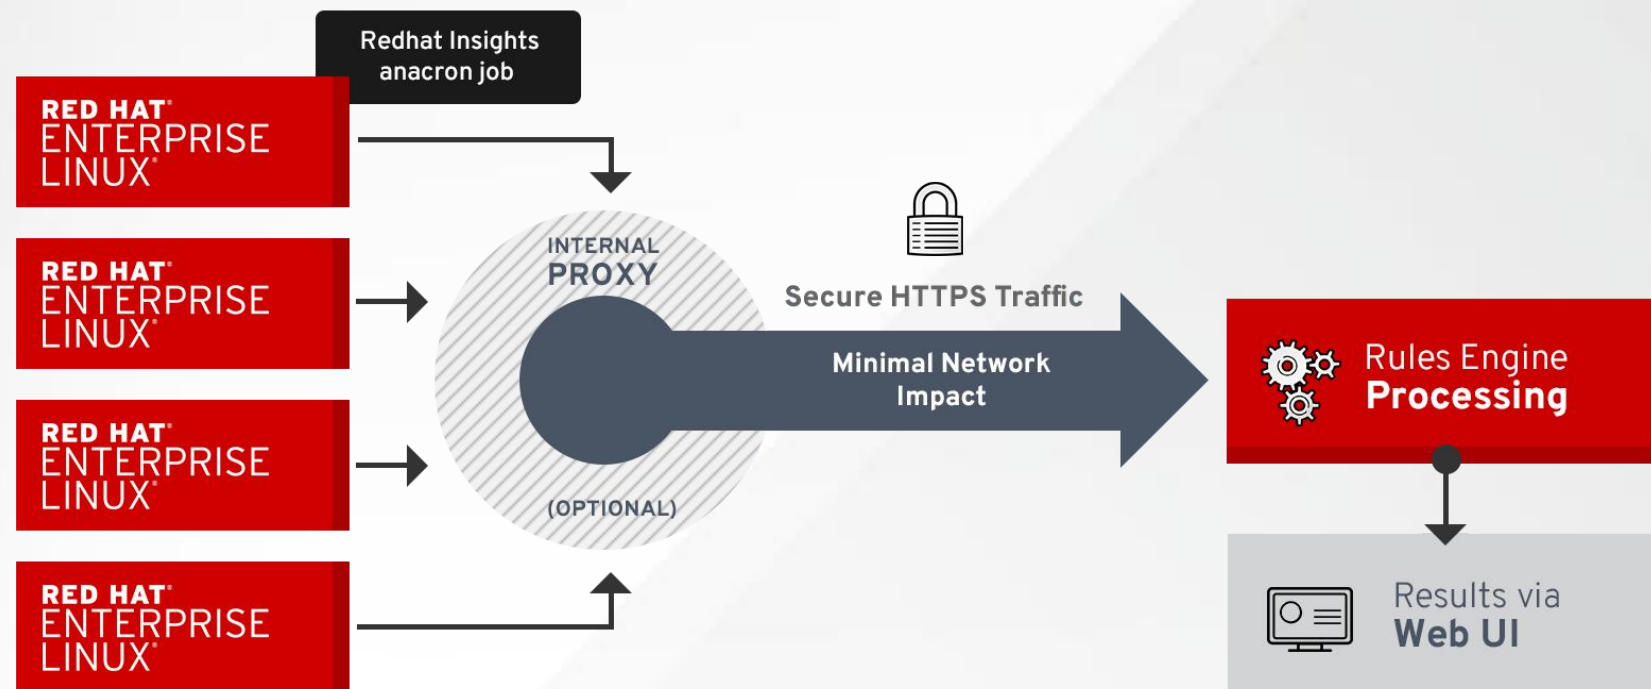 Redhat Insights
anacron job
RED HAT®
ENTERPRISE
LINUX®
RED HAT®
ENTERPRISE
LINUX®
RED HAT®
ENTERPRISE
LINUX®
RED HAT®
ENTERPRISE
LINUX®
INTERNAL
PROXY
(OPTIONAL)
Secure HTTPS Traffic
Minimal Network
Impact
Rules Engine
Processing
Results via
Web UI